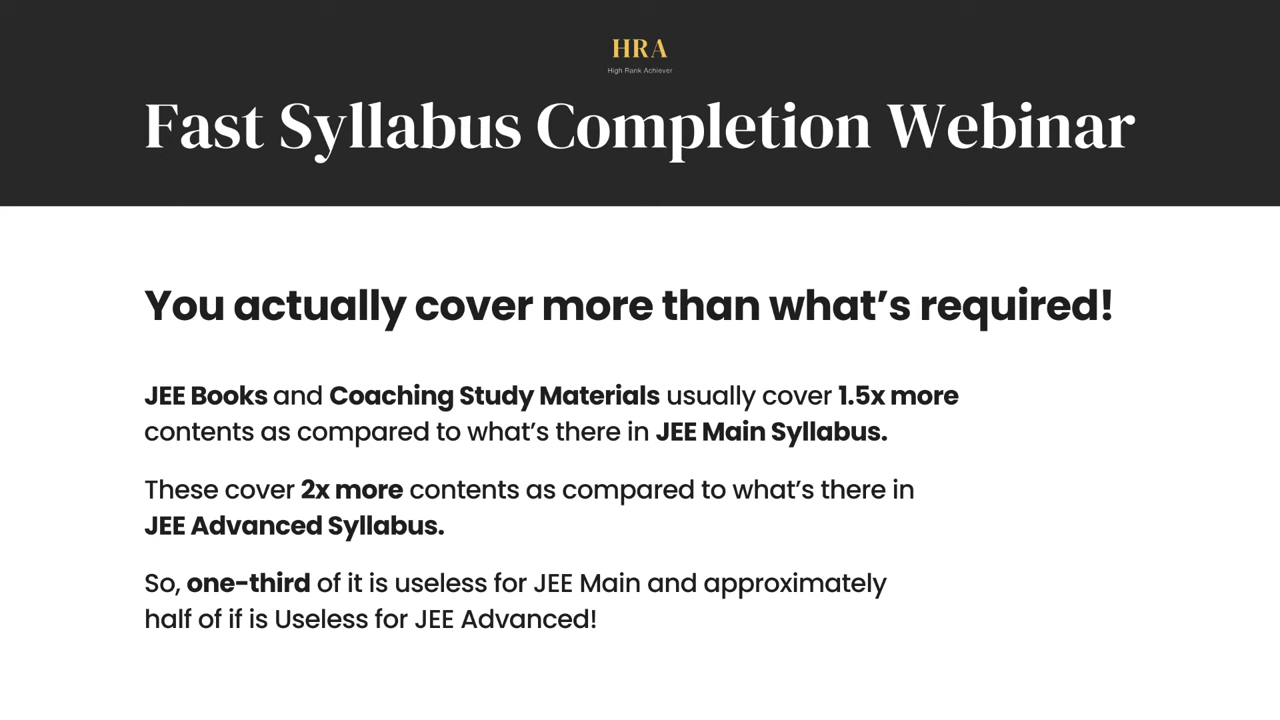 HRA
High Rank Achiever
Fast Syllabus Completion Webinar
You actually cover more than what’s required!
JEE Books and Coaching Study Materials usually cover 1.5x more
contents as compared to what’s there in JEE Main Syllabus.
These cover 2x more contents as compared to what’s there in
JEE Advanced Syllabus.
So, one-third of it is useless for JEE Main and approximately
half of if is Useless for JEE Advanced!